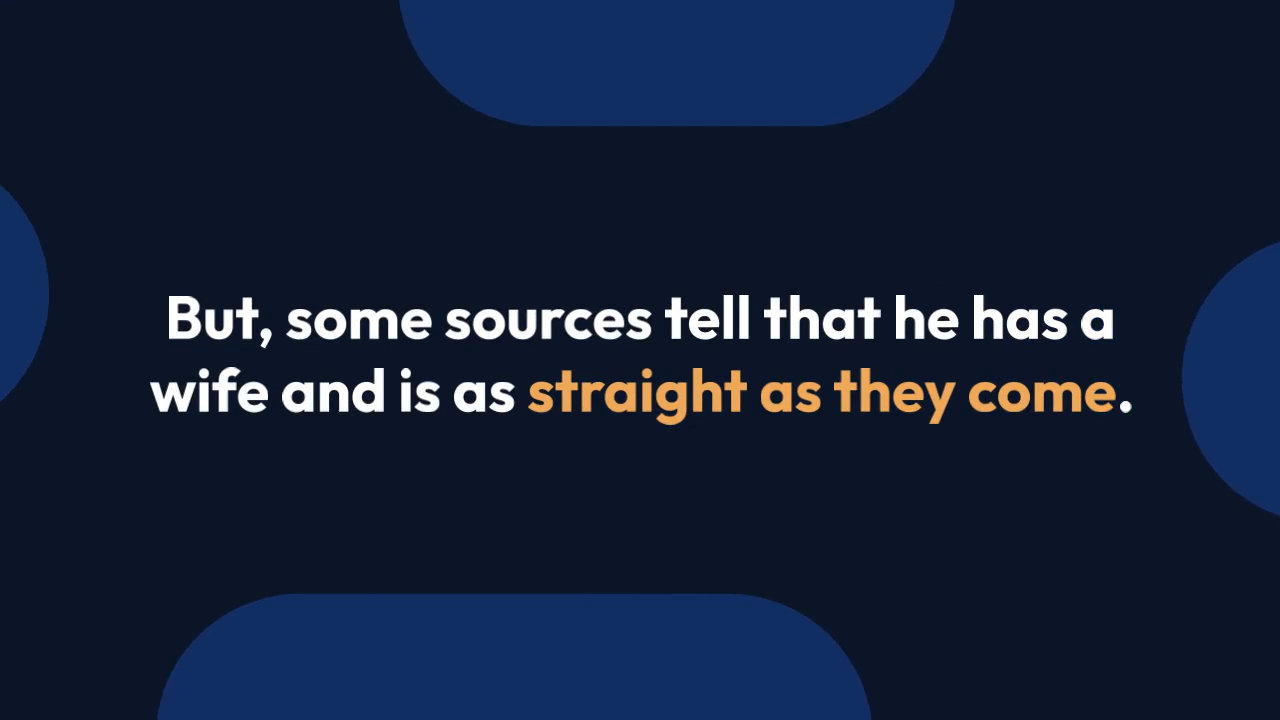 But, some sources tell that he has a
wife and is as straight as they come.